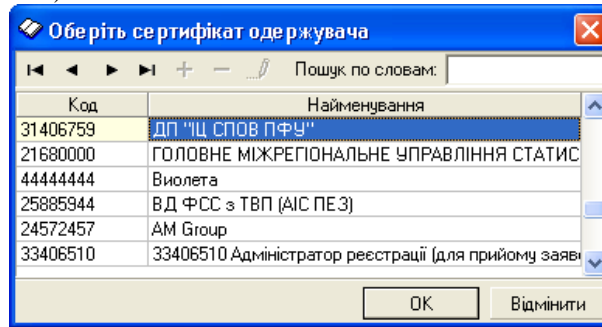 Оберіть сертифікат одержувача
Пошук по словам:
Код Найменування
31406759 ДП "ІЦ СПОВ ПФУ"
21680000 ГОЛОВНЕ МІЖРЕГІОНАЛЬНЕ УПРАВЛІННЯ СТАТИС
44444444 Виолета
25885944 ВД ФСС з ТВП (АІС ПЕЗ)
24572457 AM Group
33406510 33406510 Адміністратор реєстрації (для прийому заяв
OK Відмінити